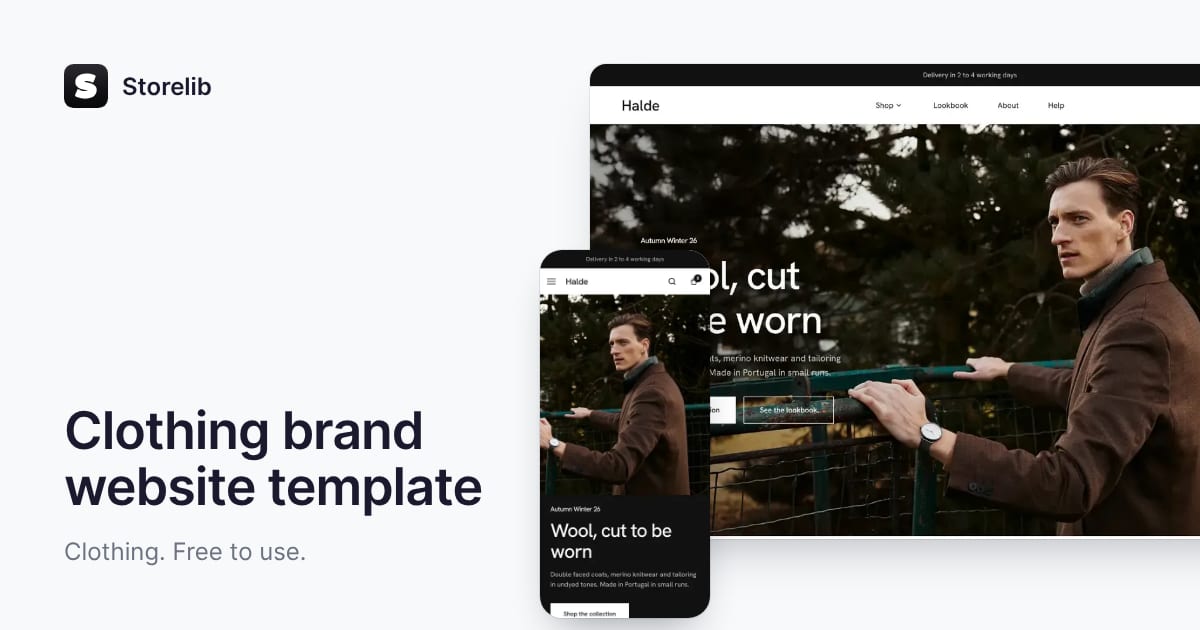 Storelib
Clothing brand
website template
Clothing. Free to use.
Delivery in 2 to 4 working days
Halde
Shop
Lookbook
About
Help
Autumn Winter 26
ol, cut
e worn
ts, merino knitwear and tailoring
Made in Portugal in small runs.
ion
See the lookbook
Delivery in 2 to 4 working days
Halde
Autumn Winter 26
Wool, cut to be
worn
Double faced coats, merino knitwear and tailoring
in undyed tones. Made in Portugal in small runs.
Shop the collection